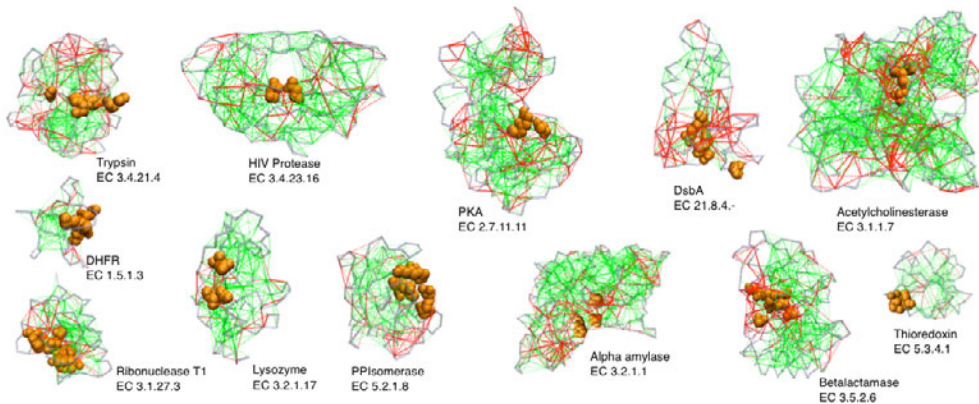 Trypsin
EC 3.4.21.4
HIV Protease
EC 3.4.23.16
PKA
EC 2.7.11.11
DsbA
EC 21.8.4.-
Acetylcholinesterase
EC 3.1.1.7
DHFR
EC 1.5.1.3
Ribonuclease T1
EC 3.1.27.3
Lysozyme
EC 3.2.1.17
PPIsomerase
EC 5.2.1.8
Alpha amylase
EC 3.2.1.1
Betalactamase
EC 3.5.2.6
Thioredoxin
EC 5.3.4.1